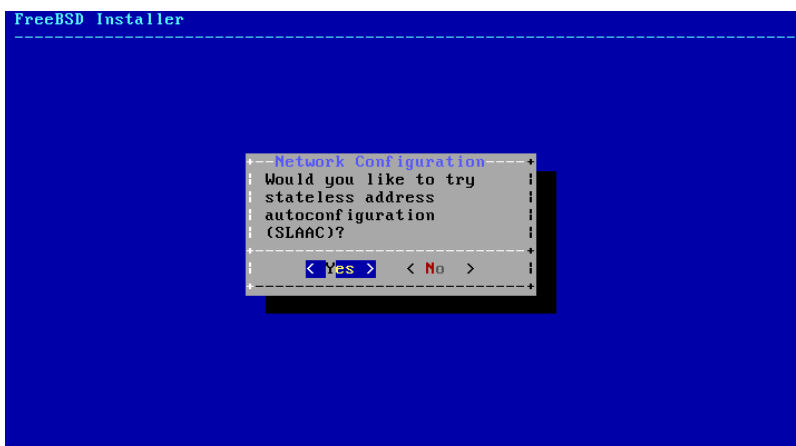 FreeBSD Installer
Network Configuration
Would you like to try
stateless address
autoconfiguration
(SLAAC)?
< Yes > < No >